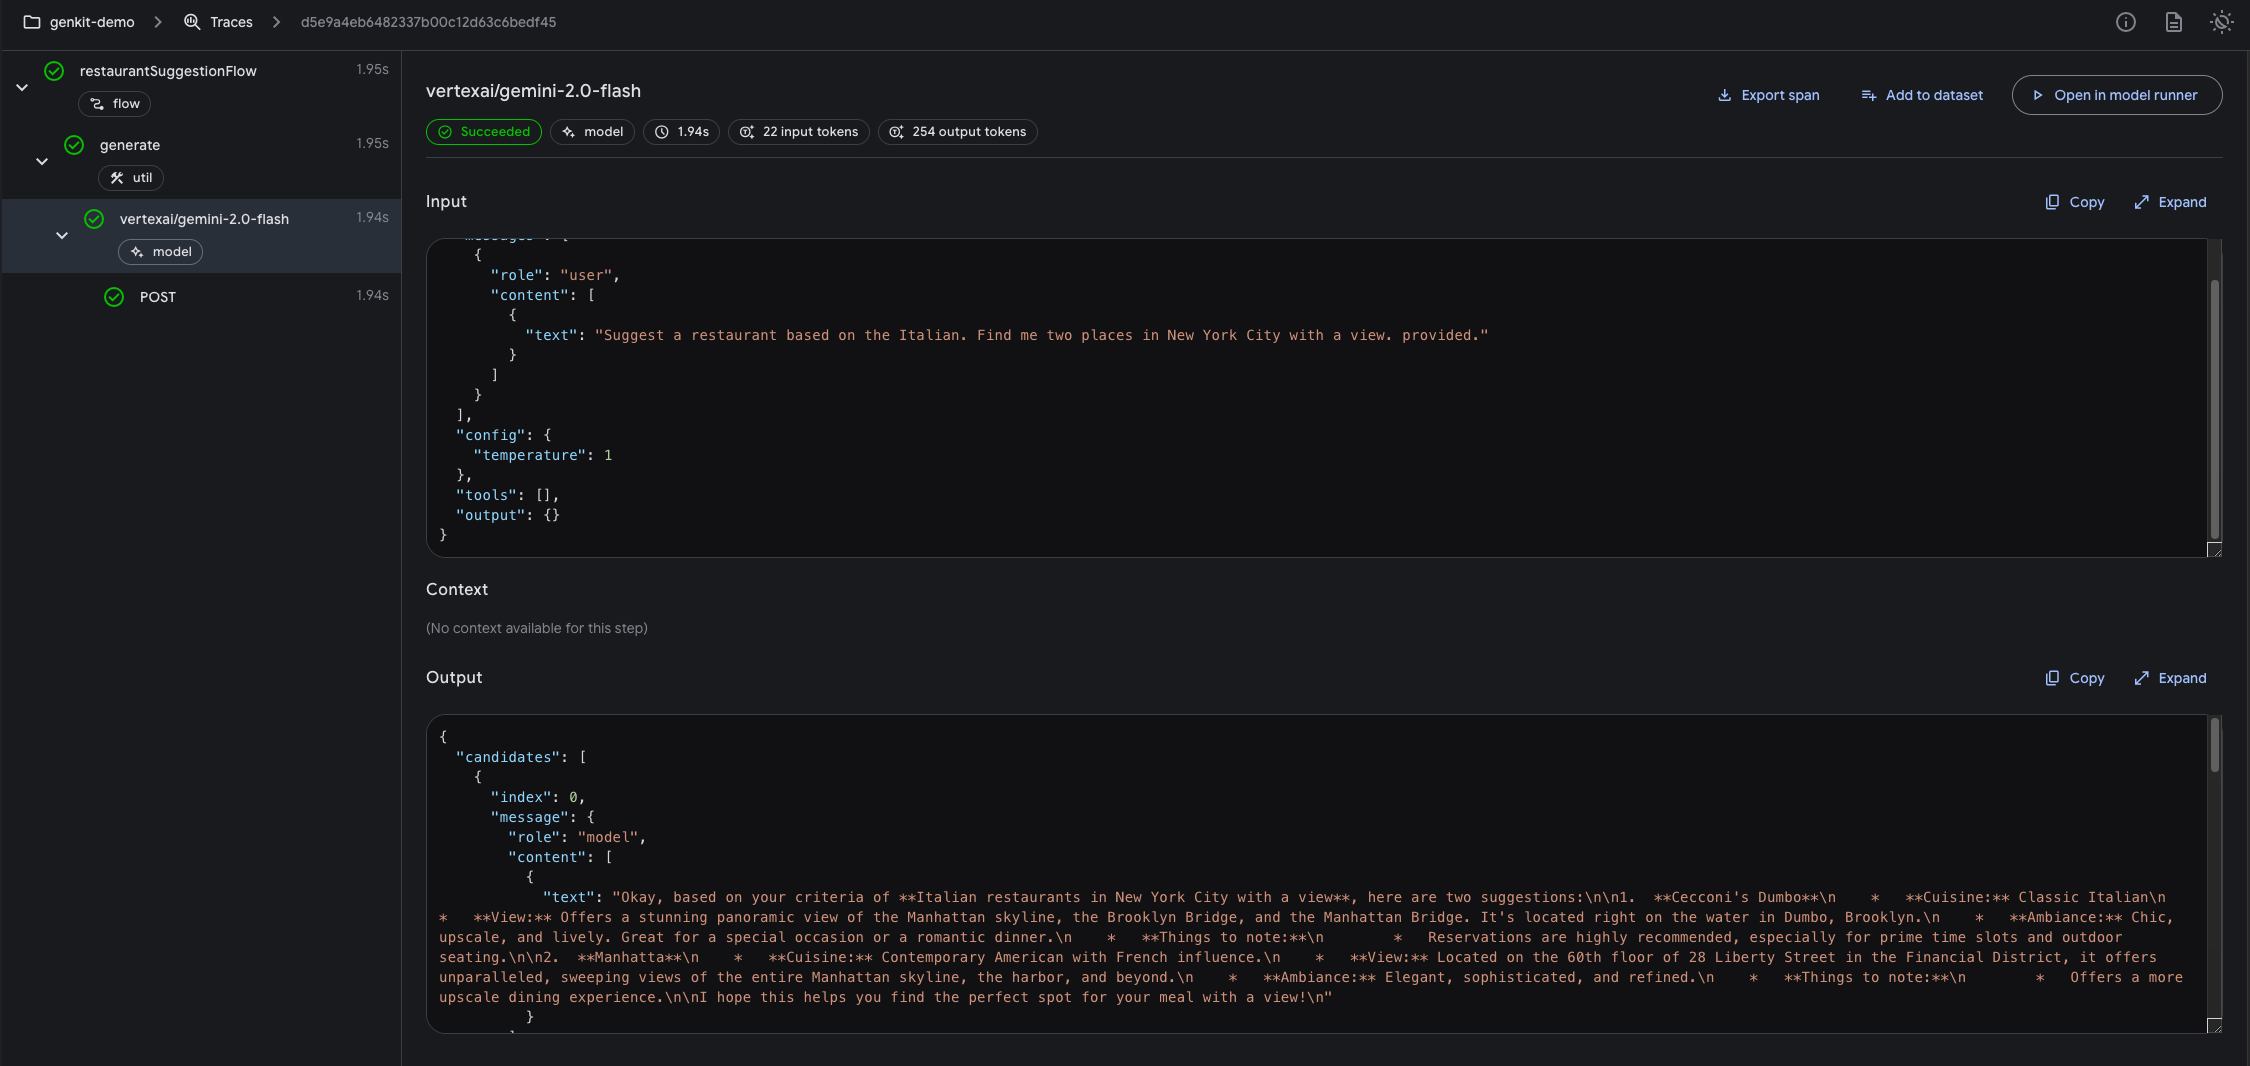 genkit-demo > Traces > d5e9a4eb6482337b00c12d63c6bedf45
restaurantSuggestionFlow 1.95s
flow
generate 1.95s
util
vertexai/gemini-2.0-flash 1.94s
model
POST 1.94s
vertexai/gemini-2.0-flash
Export span
Add to dataset
Open in model runner
Succeeded model 1.94s 22 input tokens 254 output tokens
Input
Copy Expand
"messages": [
{
"role": "user",
"content": [
{
"text": "Suggest a restaurant based on the Italian. Find me two places in New York City with a view. provided."
}
]
}
],
"config": {
"temperature": 1
},
"tools": [],
"output": {}
}
Context
(No context available for this step)
Output
Copy Expand
{
"candidates": [
{
"index": 0,
"message": {
"role": "model",
"content": [
{
"text": "Okay, based on your criteria of **Italian restaurants in New York City with a view**, here are two suggestions:\n\n1.  **Cecconi's Dumbo**\n    *   **Cuisine:** Classic Italian\n
*   **View:** Offers a stunning panoramic view of the Manhattan skyline, the Brooklyn Bridge, and the Manhattan Bridge. It's located right on the water in Dumbo, Brooklyn.\n    *   **Ambiance:** Chic,
upscale, and lively. Great for a special occasion or a romantic dinner.\n    *   **Things to note:**\n        *   Reservations are highly recommended, especially for prime time slots and outdoor
seating.\n\n2.  **Manhatta**\n    *   **Cuisine:** Contemporary American with French influence.\n    *   **View:** Located on the 60th floor of 28 Liberty Street in the Financial District, it offers
unparalleled, sweeping views of the entire Manhattan skyline, the harbor, and beyond.\n    *   **Ambiance:** Elegant, sophisticated, and refined.\n    *   **Things to note:**\n        *   Offers a more
upscale dining experience.\n\nI hope this helps you find the perfect spot for your meal with a view!\n"
}